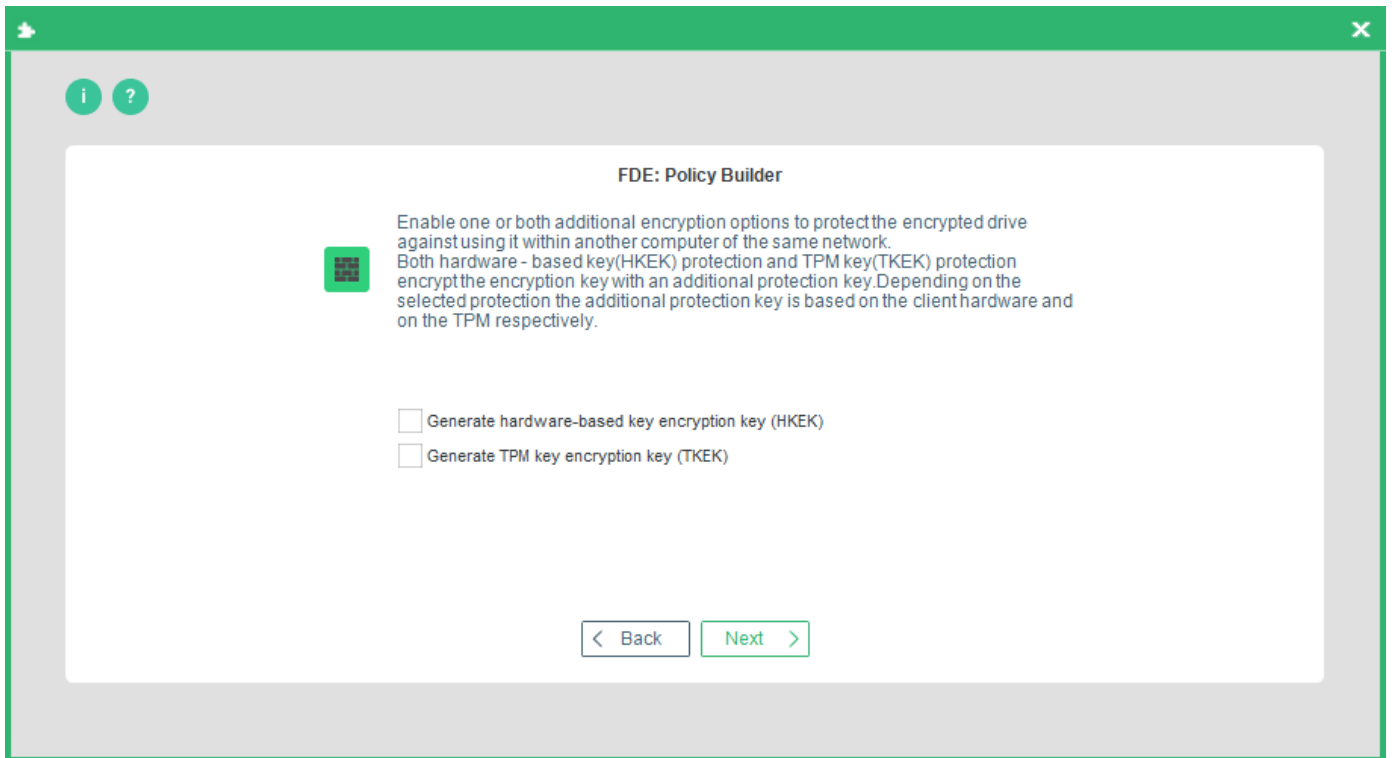 i ?
FDE: Policy Builder
Enable one or both additional encryption options to protect the encrypted drive
against using it within another computer of the same network.
Both hardware - based key(HKEK) protection and TPM key(TKEK) protection
encrypt the encryption key with an additional protection key.Depending on the
selected protection the additional protection key is based on the client hardware and
on the TPM respectively.
Generate hardware-based key encryption key (HKEK)
Generate TPM key encryption key (TKEK)
Back Next